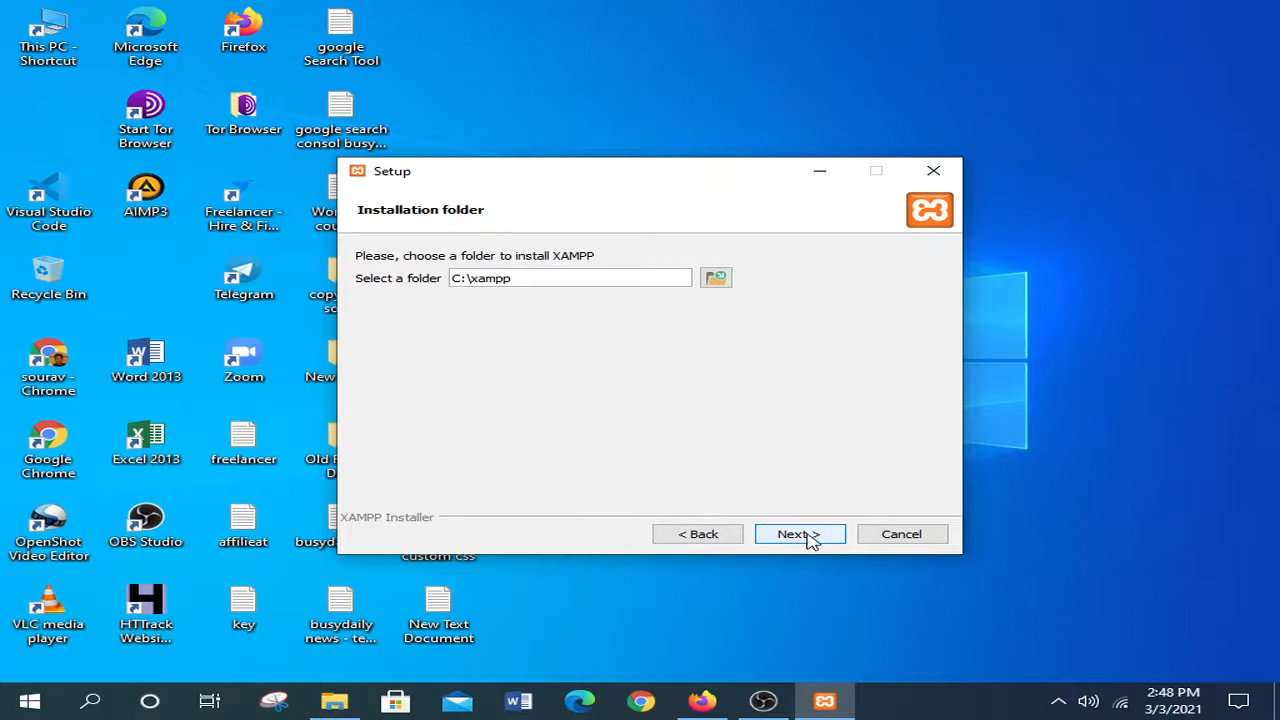 This PC -
Shortcut
Microsoft
Edge
Firefox
google
Search Tool
Start Tor
Browser
Tor Browser
google search
consol busy...
Visual Studio
Code
AIMP3
Freelancer -
Hire & Fi...
Recycle Bin
Telegram
sourav -
Chrome
Word 2013
Zoom
New
Google
Chrome
Excel 2013
freelancer
Old
OpenShot
Video Editor
OBS Studio
affilieat
custom css
VLC media
player
HTTrack
Websi...
key
busydaily
news - te...
New Text
Document
Setup
Installation folder
Please, choose a folder to install XAMPP
Select a folder
C:\xampp
XAMPP Installer
< Back
Next >
Cancel
2:48 PM
3/3/2021